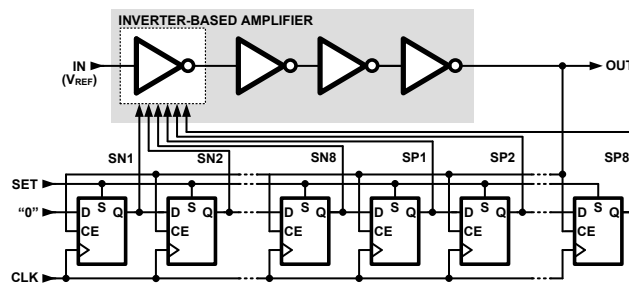 INVERTER-BASED AMPLIFIER
IN
(VREF)
OUT
SN1 SN2 SN8 SP1 SP2 SP8
SET
S S S S S S
“0” D Q D Q D Q D Q D Q D Q
CE CE CE CE CE CE
CLK